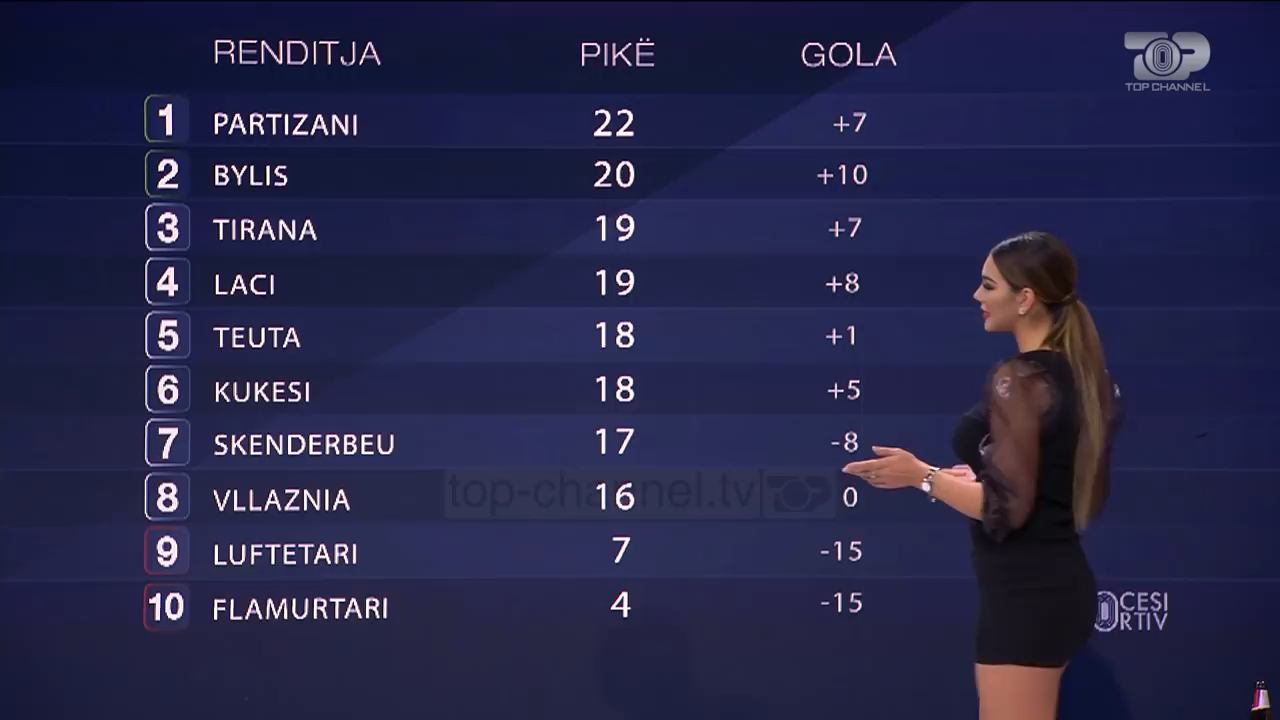 RENDITJA PIKË GOLA
TOP CHANNEL
1 PARTIZANI 22 +7
2 BYLIS 20 +10
3 TIRANA 19 +7
4 LACI 19 +8
5 TEUTA 18 +1
6 KUKESI 18 +5
7 SKENDERBEU 17 -8
top-channel.tv
8 VLLAZNIA 16 0
9 LUFTETARI 7 -15
10 FLAMURTARI 4 -15
CESI
RTIV